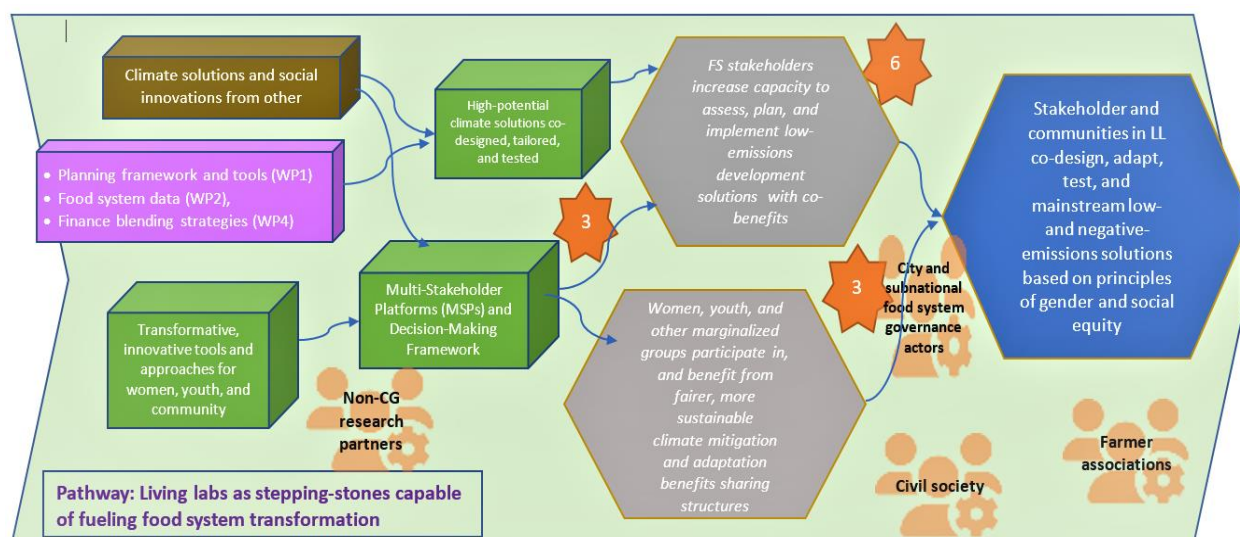 Climate solutions and social
innovations from other
• Planning framework and tools (WP1)
• Food system data (WP2),
• Finance blending strategies (WP4)
Transformative,
innovative tools and
approaches for
women, youth, and
community
High-potential
climate solutions co-
designed, tailored,
and tested
Multi-Stakeholder
Platforms (MSPs) and
Decision-Making
Framework
Non-CG
research
partners
3
FS stakeholders
increase capacity to
assess, plan, and
implement low-
emissions
development
solutions with co-
benefits
6
Women, youth, and
other marginalized
groups participate in,
and benefit from
fairer, more
sustainable
climate mitigation
and adaptation
benefits sharing
structures
3
City and
subnational
food system
governance
actors
Stakeholder and
communities in LL
co-design, adapt,
test, and
mainstream low-
and negative-
emissions solutions
based on principles
of gender and social
equity
Civil society
Farmer
associations
Pathway: Living labs as stepping-stones capable
of fueling food system transformation